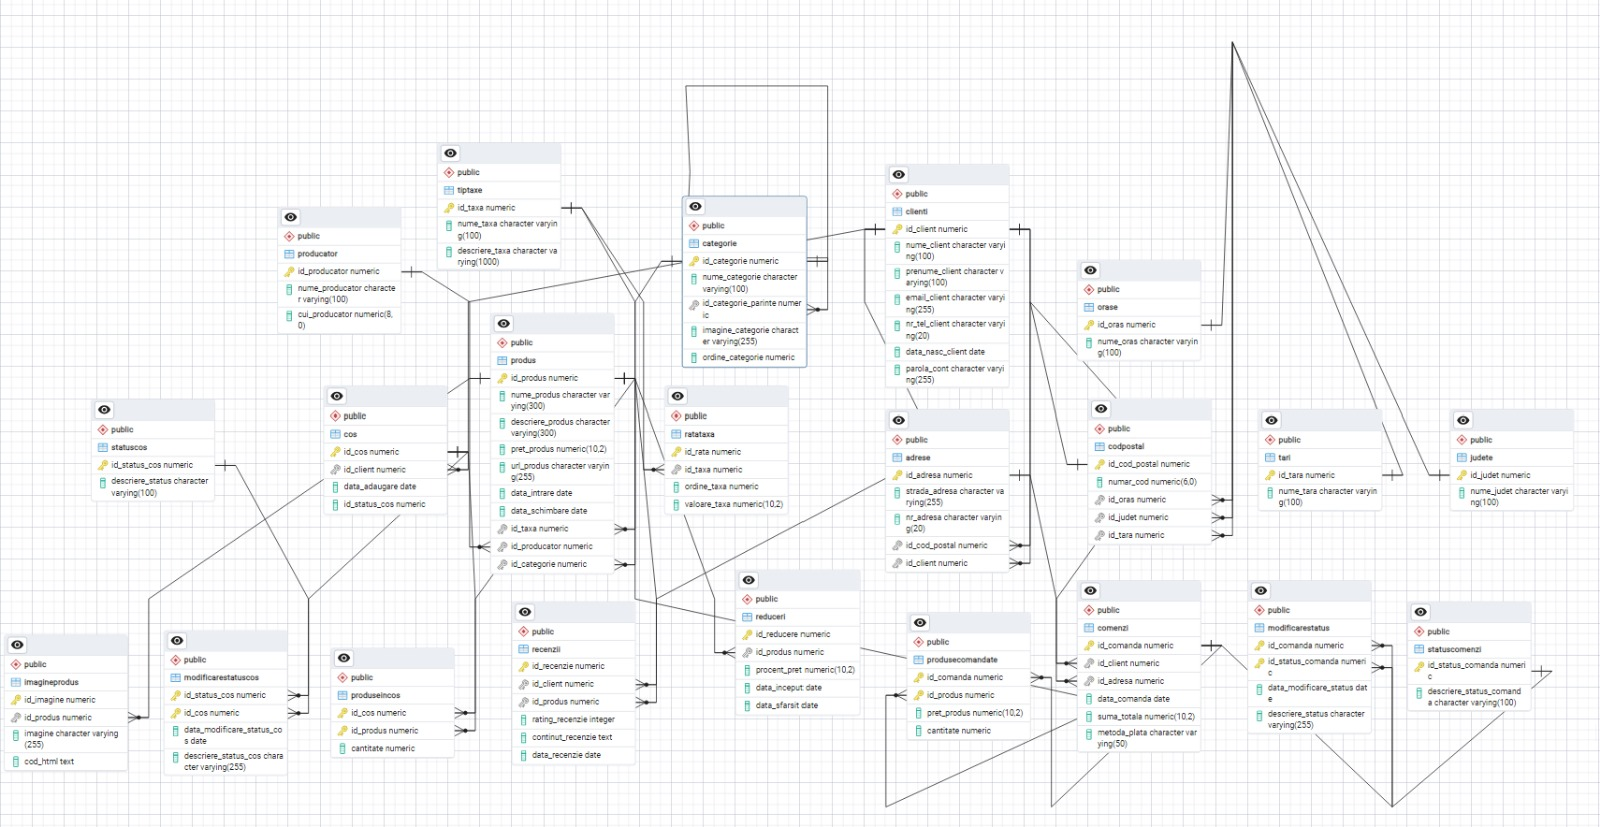 public
tiptaxe
id_taxa numeric
nume_taxa character varyin
g(100)
descriere_taxa character va
rying(1000)
public
producator
id_producator numeric
nume_producator characte
r varying(100)
cui_producator numeric(8,
0)
public
categorie
id_categorie numeric
nume_categorie character
varying(100)
id_categorie_parinte numer
ic
imagine_categorie charact
er varying(255)
ordine_categorie numeric
public
clienti
id_client numeric
nume_client character varyi
ng(100)
prenume_client character v
arying(100)
email_client character varyi
ng(255)
nr_tel_client character varyi
ng(20)
data_nasc_client date
parola_cont character varyi
ng(255)
public
orase
id_oras numeric
nume_oras character varyin
g(100)
public
produs
id_produs numeric
nume_produs character var
ying(300)
descriere_produs character
varying(300)
pret_produs numeric(10,2)
url_produs character varyin
g(255)
data_intrare date
data_schimbare date
id_taxa numeric
id_producator numeric
id_categorie numeric
public
statuscos
id_status_cos numeric
descriere_status character
varying(100)
public
cos
id_cos numeric
id_client numeric
data_adaugare date
id_status_cos numeric
public
ratataxa
id_rata numeric
id_taxa numeric
ordine_taxa numeric
valoare_taxa numeric(10,2)
public
adrese
id_adresa numeric
strada_adresa character va
rying(255)
nr_adresa character varyin
g(20)
id_cod_postal numeric
id_client numeric
public
codpostal
id_cod_postal numeric
numar_cod numeric(6,0)
id_oras numeric
id_judet numeric
id_tara numeric
public
tari
id_tara numeric
nume_tara character varyin
g(100)
public
judete
id_judet numeric
nume_judet character varyi
ng(100)
public
imagineprodus
id_imagine numeric
id_produs numeric
imagine character varying
(255)
cod_html text
public
modificarestatuscos
id_status_cos numeric
id_cos numeric
data_modificare_status_co
s date
descriere_status_cos chara
cter varying(255)
public
produseincos
id_cos numeric
id_produs numeric
cantitate numeric
public
recenzii
id_recenzie numeric
id_client numeric
id_produs numeric
rating_recenzie integer
continut_recenzie text
data_recenzie date
public
reduceri
id_reducere numeric
id_produs numeric
procent_pret numeric(10,2)
data_inceput date
data_sfarsit date
public
produsecomandate
id_comanda numeric
id_produs numeric
pret_produs numeric(10,2)
cantitate numeric
public
comenzi
id_comanda numeric
id_client numeric
id_adresa numeric
data_comanda date
suma_totala numeric(10,2)
metoda_plata character var
ying(50)
public
modificarestatus
id_comanda numeric
id_status_comanda numeri
c
data_modificare_status dat
e
descriere_status character
varying(255)
public
statuscomenzi
id_status_comanda numeri
c
descriere_status_comand
a character varying(100)